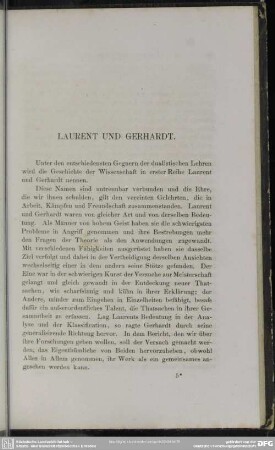 LAURENT UND GERHARDT.
Unter den entschiedensten Gegnern der dualistischen Lehren
wird die Geschichte der Wissenschaft in erster Reihe Laurent
und Gerhardt nennen.
Diese Namen sind untrennbar verbunden und die Ehre,
die wir ihnen schulden, gilt den vereinten Gelehrten, die in
Arbeit, Kämpfen und Freundschaft zusammenstanden. Laurent
und Gerhardt waren von gleicher Art und von derselben Bedeu-
tung. Als Männer von hohem Geist haben sie die schwierigsten
Probleme in Angriff genommen und ihre Bestrebungen mehr
den Fragen der Theorie als den Anwendungen zugewandt.
Mit verschiedenen Fähigkeiten ausgerüstet haben sie dasselbe
Ziel verfolgt und dabei in der Vertheidigung derselben Ansichten
wechselseitig einer in dem andern seine Stütze gefunden. Der
Eine war in der schwierigen Kunst der Versuche zur Meisterschaft
gelangt und gleich gewandt in der Entdeckung neuer That-
sachen, wie scharfsinnig und kühn in ihrer Erklärung; der
Andere, minder zum Eingehen in Einzelheiten befähigt, besaß
dafür ein außerordentliches Talent, die Thatsachen in ihrer Ge-
sammtheit zu erfassen. Lag Laurents Bedeutung in der Ana-
lyse und der Klassifikation, so ragte Gerhardt durch seine
generalisirende Richtung hervor. In dem Bericht, den wir über
ihre Forschungen geben wollen, soll der Versuch gemacht wer-
den, das Eigenthümliche von Beiden hervorzuheben, obwohl
Alles in Allem genommen, ihr Werk als ein gemeinsames an-
gesehen werden kann.
5*